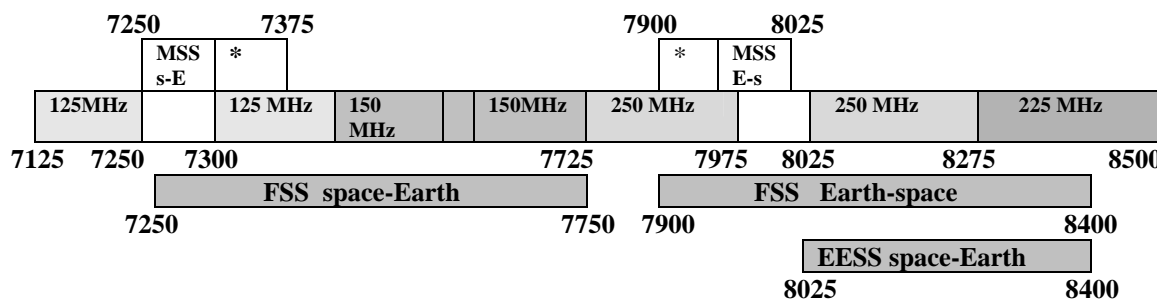 7250 7375 7900 8025
MSS * * MSS
s-E E-s
125MHz 125 MHz 150 150MHz 250 MHz 250 MHz 225 MHz
MHz
7125 7250 7300 7725 7975 8025 8275 8500
FSS space-Earth FSS Earth-space
7250 7750 7900 8400
EESS space-Earth
8025 8400